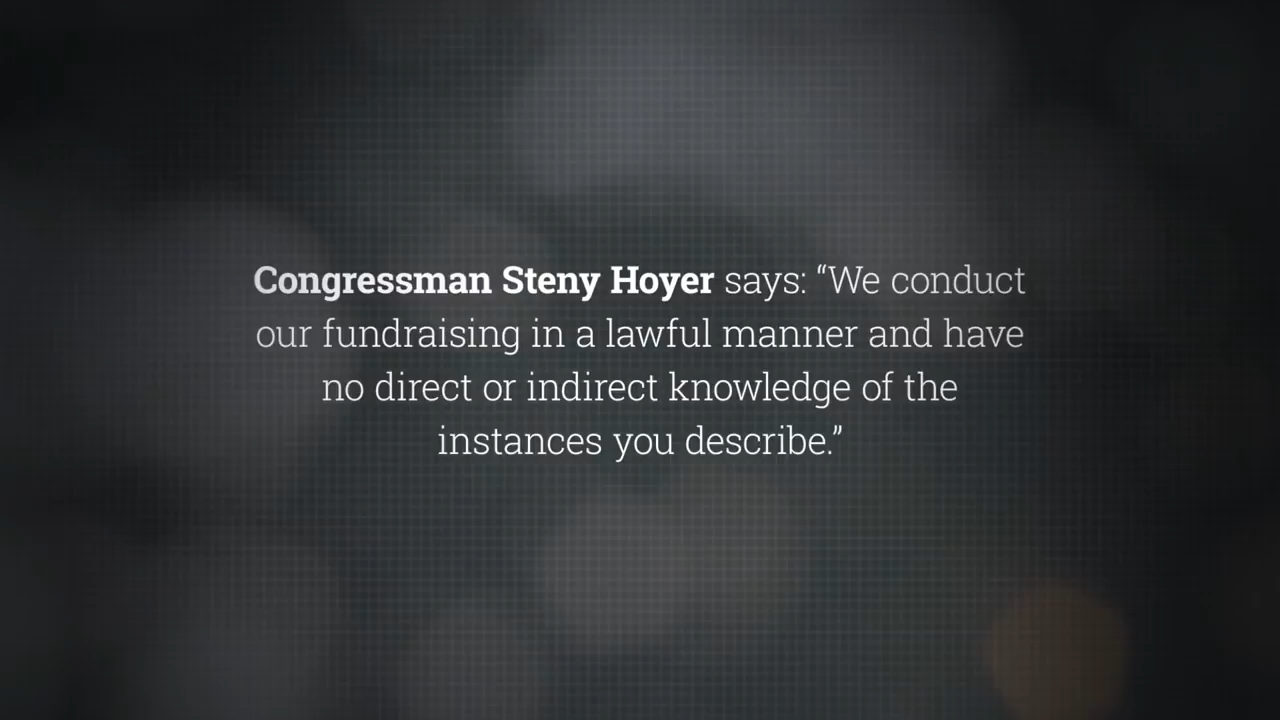 Congressman Steny Hoyer says: “We conduct
our fundraising in a lawful manner and have
no direct or indirect knowledge of the
instances you describe.”